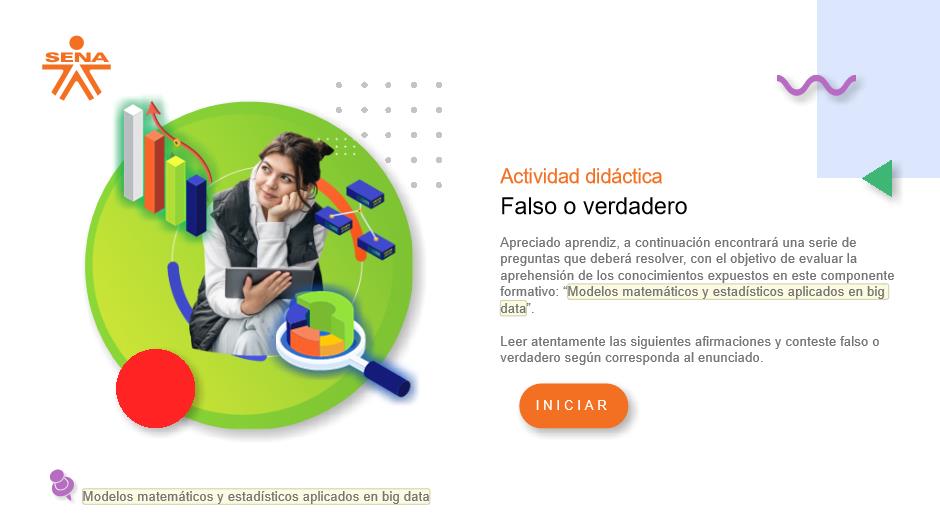 SENA
Actividad didáctica
Falso o verdadero
Apreciado aprendiz, a continuación encontrará una serie de
preguntas que deberá resolver, con el objetivo de evaluar la
aprehensión de los conocimientos expuestos en este componente
formativo: “Modelos matemáticos y estadísticos aplicados en big
data”.
Leer atentamente las siguientes afirmaciones y conteste falso o
verdadero según corresponda al enunciado.
INICIAR
Modelos matemáticos y estadísticos aplicados en big data